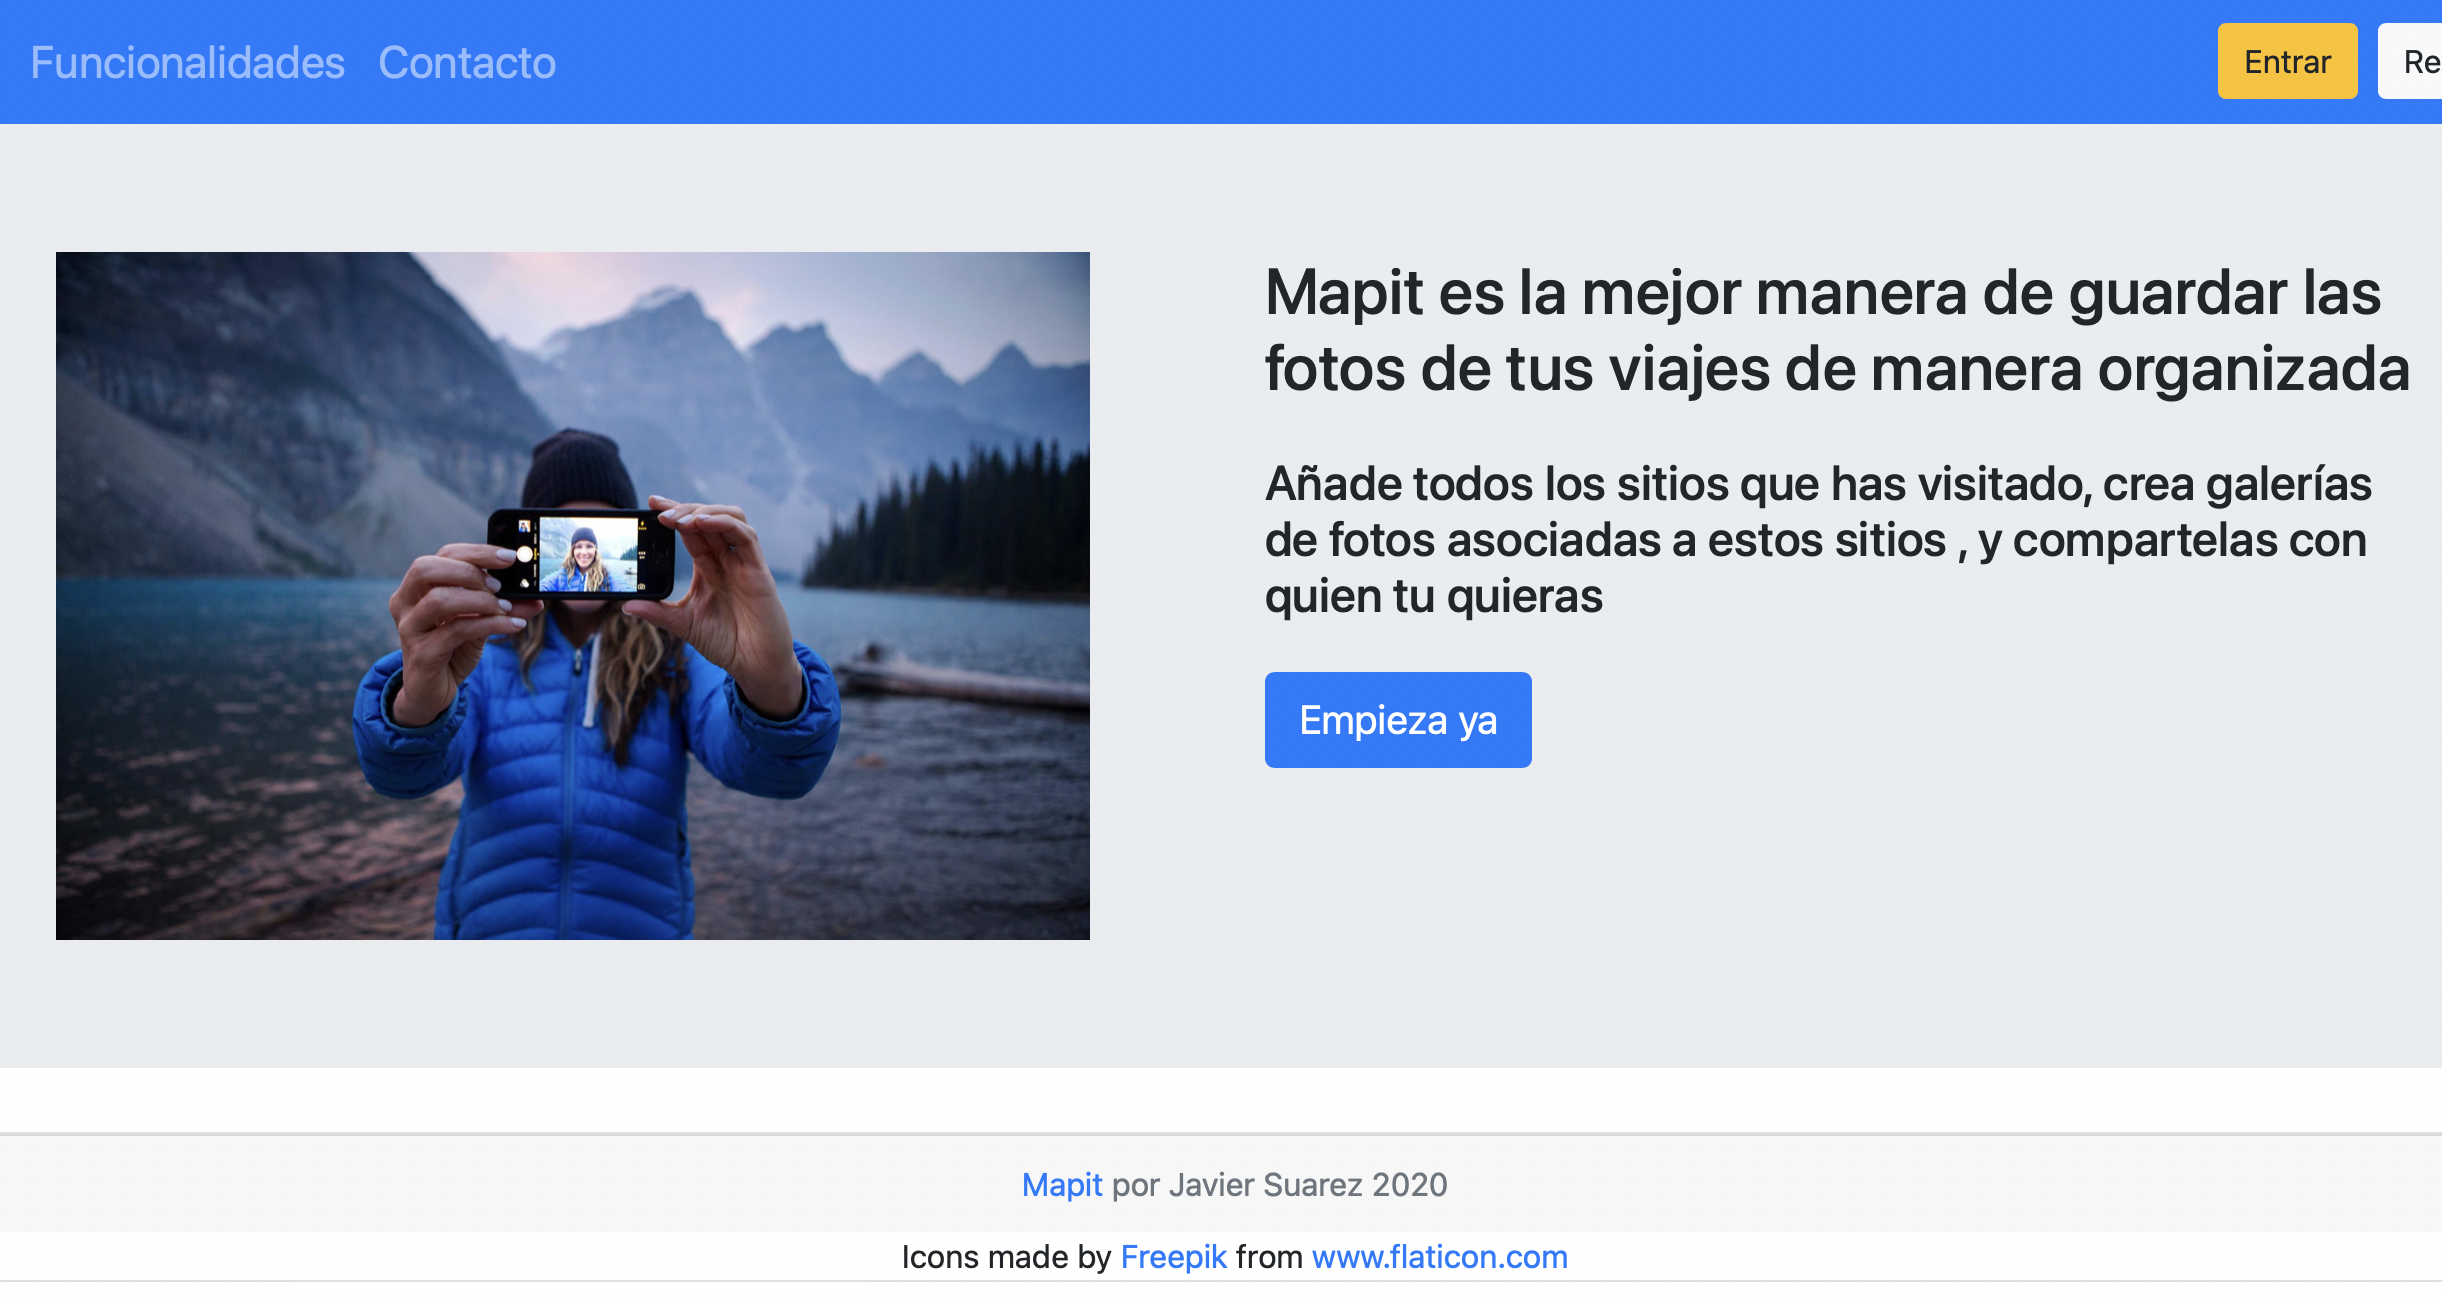 Funcionalidades Contacto Entrar Re
Mapit es la mejor manera de guardar las
fotos de tus viajes de manera organizada
Añade todos los sitios que has visitado, crea galerías
de fotos asociadas a estos sitios , y compartelas con
quien tu quieras
Empieza ya
Mapit por Javier Suarez 2020
Icons made by Freepik from www.flaticon.com